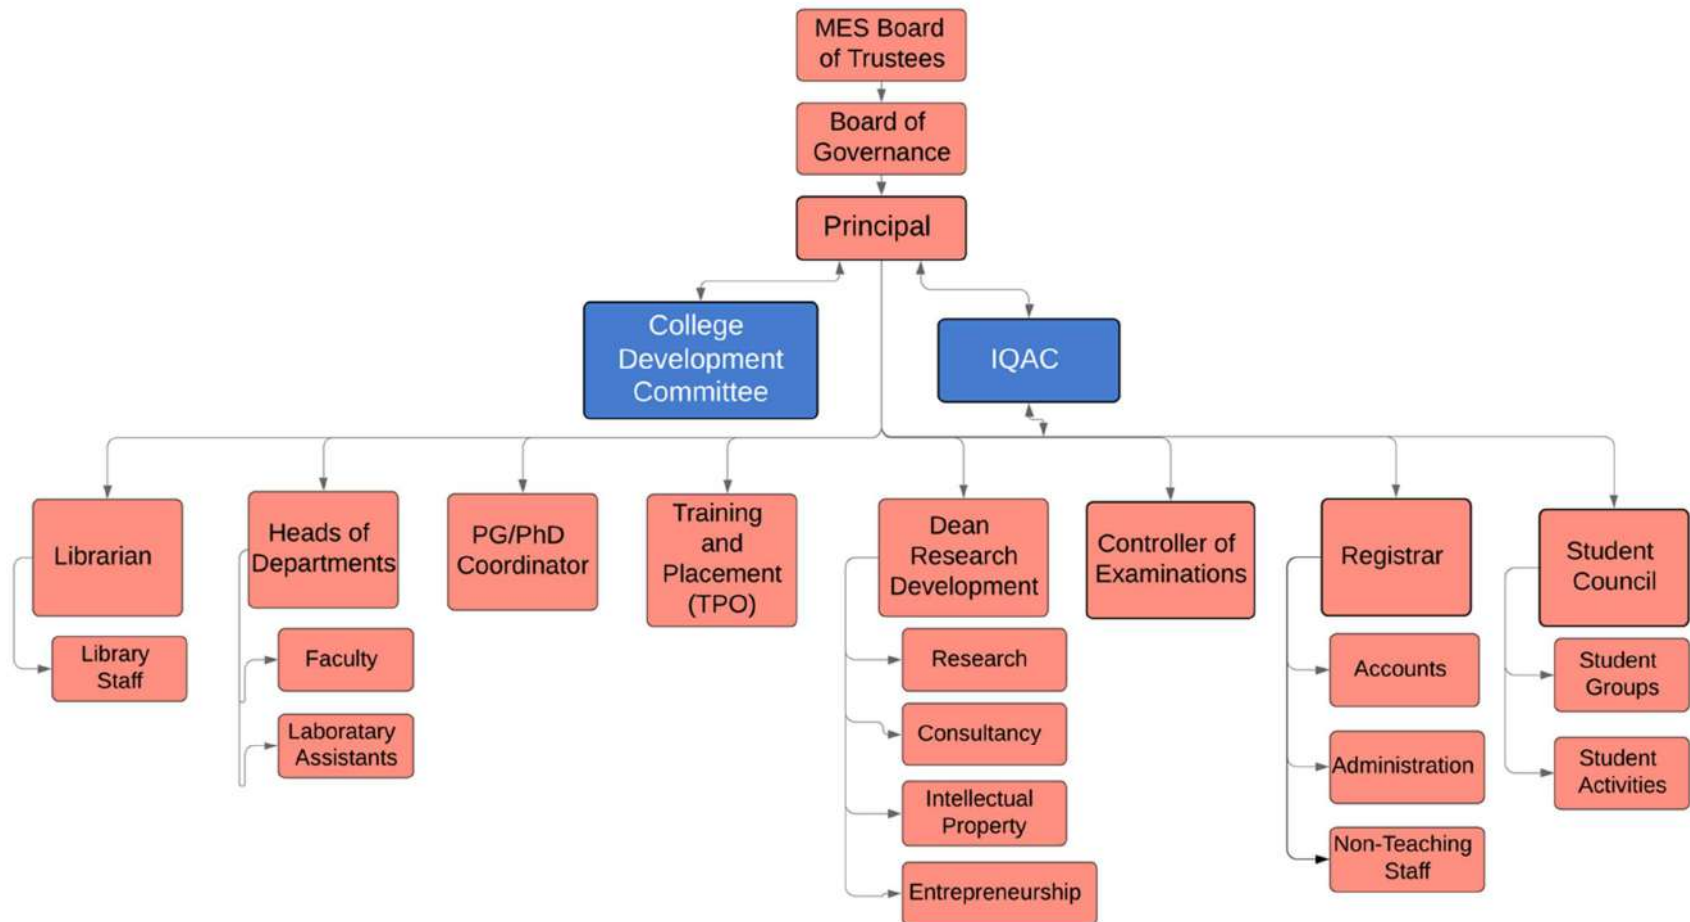 MES Board
of Trustees
Board of
Governance
Principal
College
Development
Committee
IQAC
Librarian
Heads of
Departments
PG/PhD
Coordinator
Training
and
Placement
(TPO)
Dean
Research
Development
Controller of
Examinations
Registrar
Student
Council
Library
Staff
Faculty
Laboratary
Assistants
Research
Consultancy
Intellectual
Property
Entrepreneurship
Accounts
Administration
Non-Teaching
Staff
Student
Groups
Student
Activities